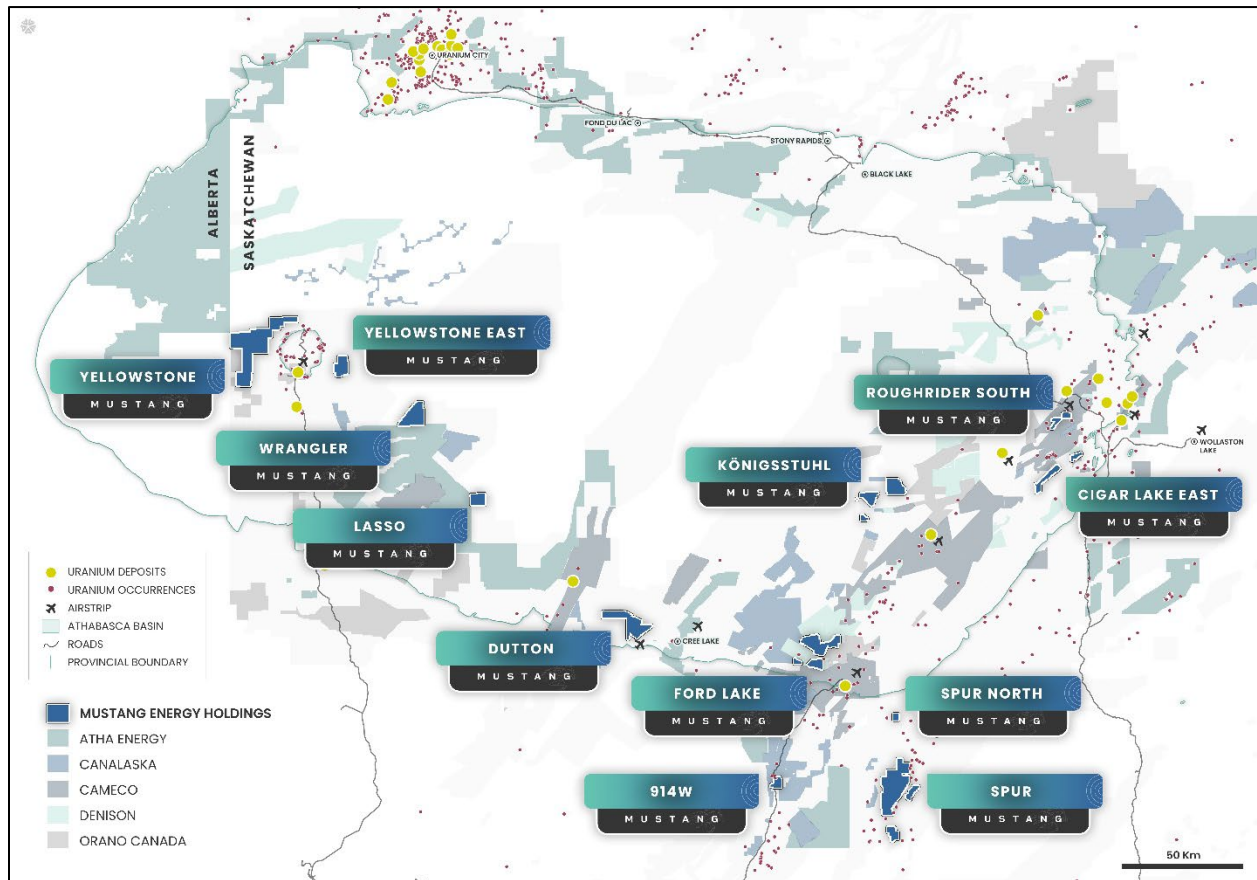 URANIUM CITY
FOND DU LAC
STONY RAPIDS
BLACK LAKE
ALBERTA
SASKATCHEWAN
YELLOWSTONE EAST
MUSTANG
YELLOWSTONE
MUSTANG
ROUGHRIDER SOUTH
MUSTANG
WRANGLER
MUSTANG
WOLLASTON
LAKE
KÖNIGSSTUHL
MUSTANG
CIGAR LAKE EAST
MUSTANG
LASSO
MUSTANG
URANIUM DEPOSITS
URANIUM OCCURRENCES
AIRSTRIP
ATHABASCA BASIN
ROADS
PROVINCIAL BOUNDARY
DUTTON
MUSTANG
CREE LAKE
FORD LAKE
MUSTANG
SPUR NORTH
MUSTANG
MUSTANG ENERGY HOLDINGS
ATHA ENERGY
CANALASKA
CAMECO
DENISON
ORANO CANADA
914W
MUSTANG
SPUR
MUSTANG
50 Km